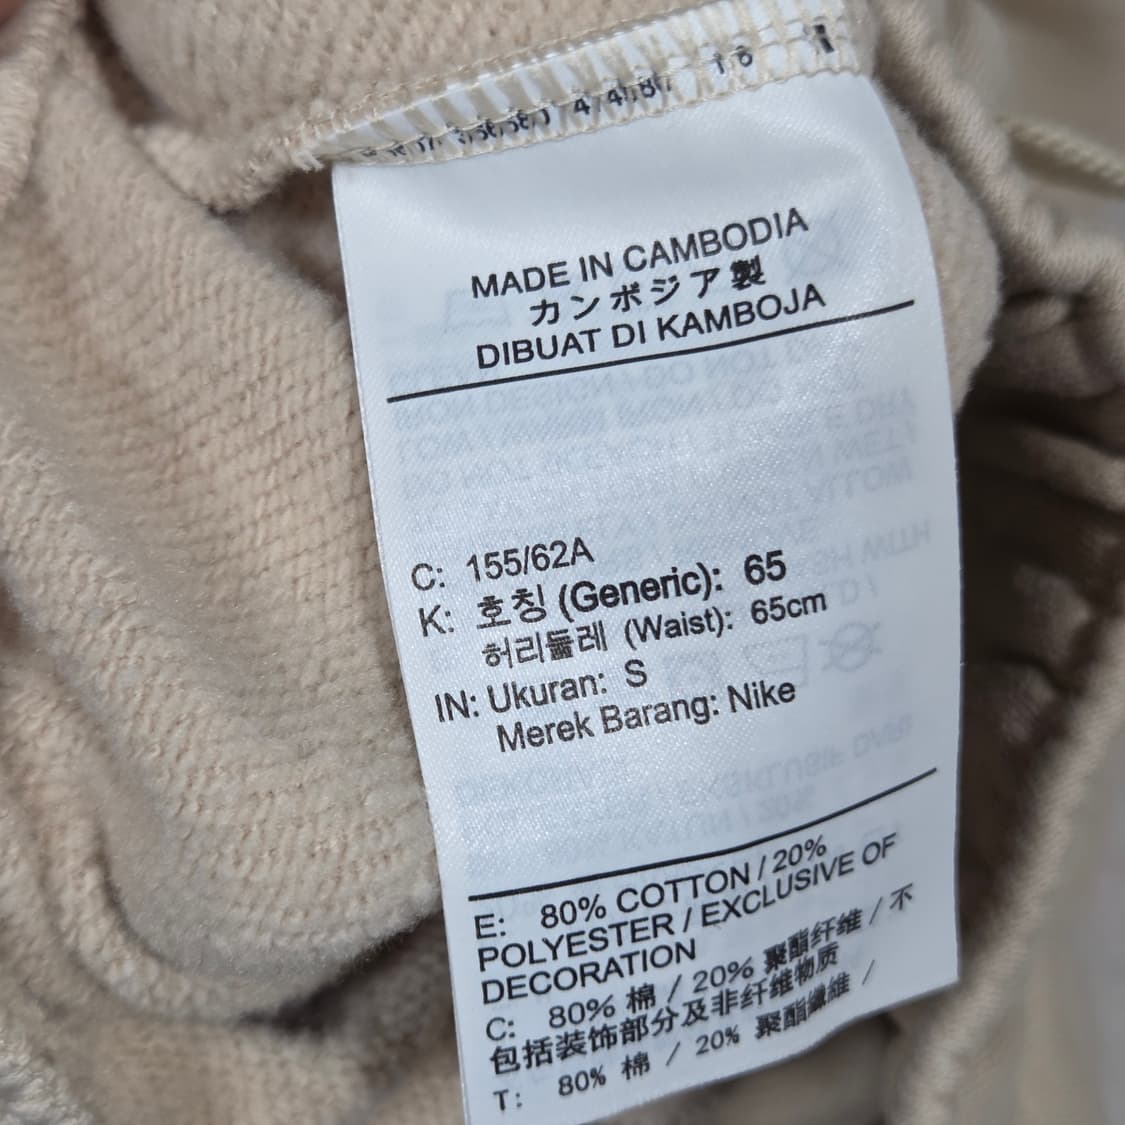 MADE IN CAMBODIA
カンボジア製
DIBUAT DI KAMBOJA
C: 155/62A
K: 호칭 (Generic): 65
허리둘레 (Waist): 65cm
IN: Ukuran: S
Merek Barang: Nike
E: 80% COTTON / 20%
POLYESTER / EXCLUSIVE OF
DECORATION
C: 80% 棉 / 20% 聚酯纤维 / 不
包括装饰部分及非纤维物质
T: 80% 棉 / 20% 聚酯纖維 /